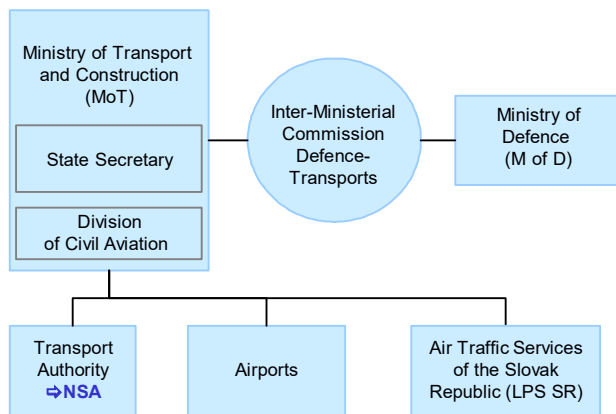 Ministry of Transport
and Construction
(MoT)
State Secretary
Division
of Civil Aviation
Inter-Ministerial
Commission
Defence-
Transports
Ministry of
Defence
(M of D)
Transport
Authority
⇨NSA
Airports
Air Traffic Services
of the Slovak
Republic (LPS SR)